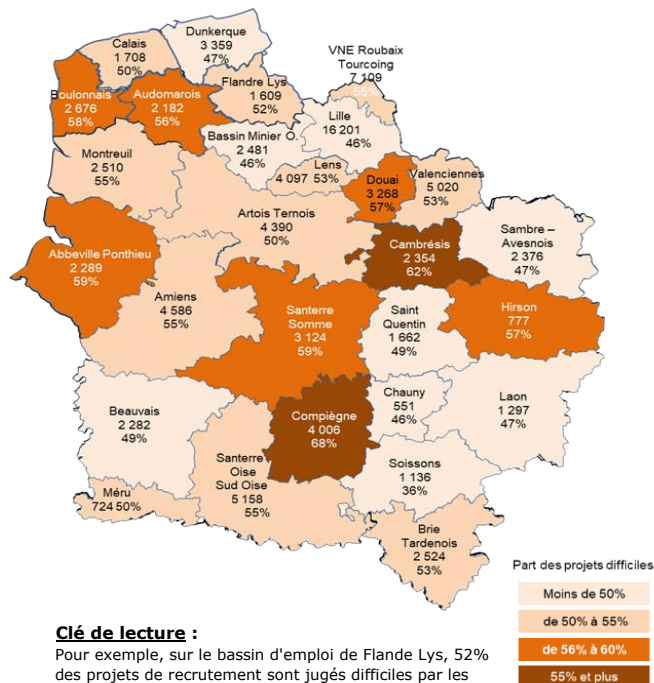 Dunkerque
3 359
47%
Calais
1 708
50%
VNE Roubaix
Tourcoing
7 109
55%
Flandre Lys
1 609
52%
Boulonnais
2 676
58%
Audomarois
2 182
56%
Lille
16 201
46%
Bassin Minier O.
2 481
46%
Montreuil
2 510
55%
Lens
4 097 53%
Douai
3 268
57%
Valenciennes
5 020
53%
Artois Ternois
4 390
50%
Sambre –
Avesnois
2 376
47%
Cambrésis
2 354
62%
Abbeville Ponthieu
2 289
59%
Amiens
4 586
55%
Santerre
Somme
3 124
59%
Saint
Quentin
1 662
49%
Hirson
777
57%
Beauvais
2 282
49%
Compiègne
4 006
68%
Chauny
551
46%
Laon
1 297
47%
Santerre
Oise
Sud Oise
5 158
55%
Soissons
1 136
36%
Méru
724 50%
Brie
Tardenois
2 524
53%
Part des projets difficiles
Moins de 50%
de 50% à 55%
de 56% à 60%
55% et plus
Clé de lecture :
Pour exemple, sur le bassin d'emploi de Flande Lys, 52%
des projets de recrutement sont jugés difficiles par les